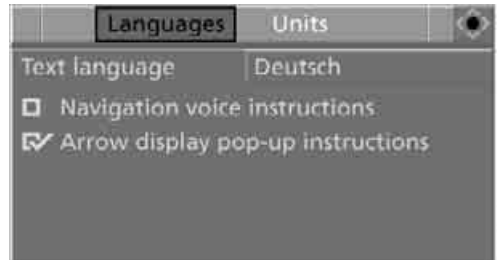 Languages Units
Text language Deutsch
Navigation voice instructions
Arrow display pop-up instructions